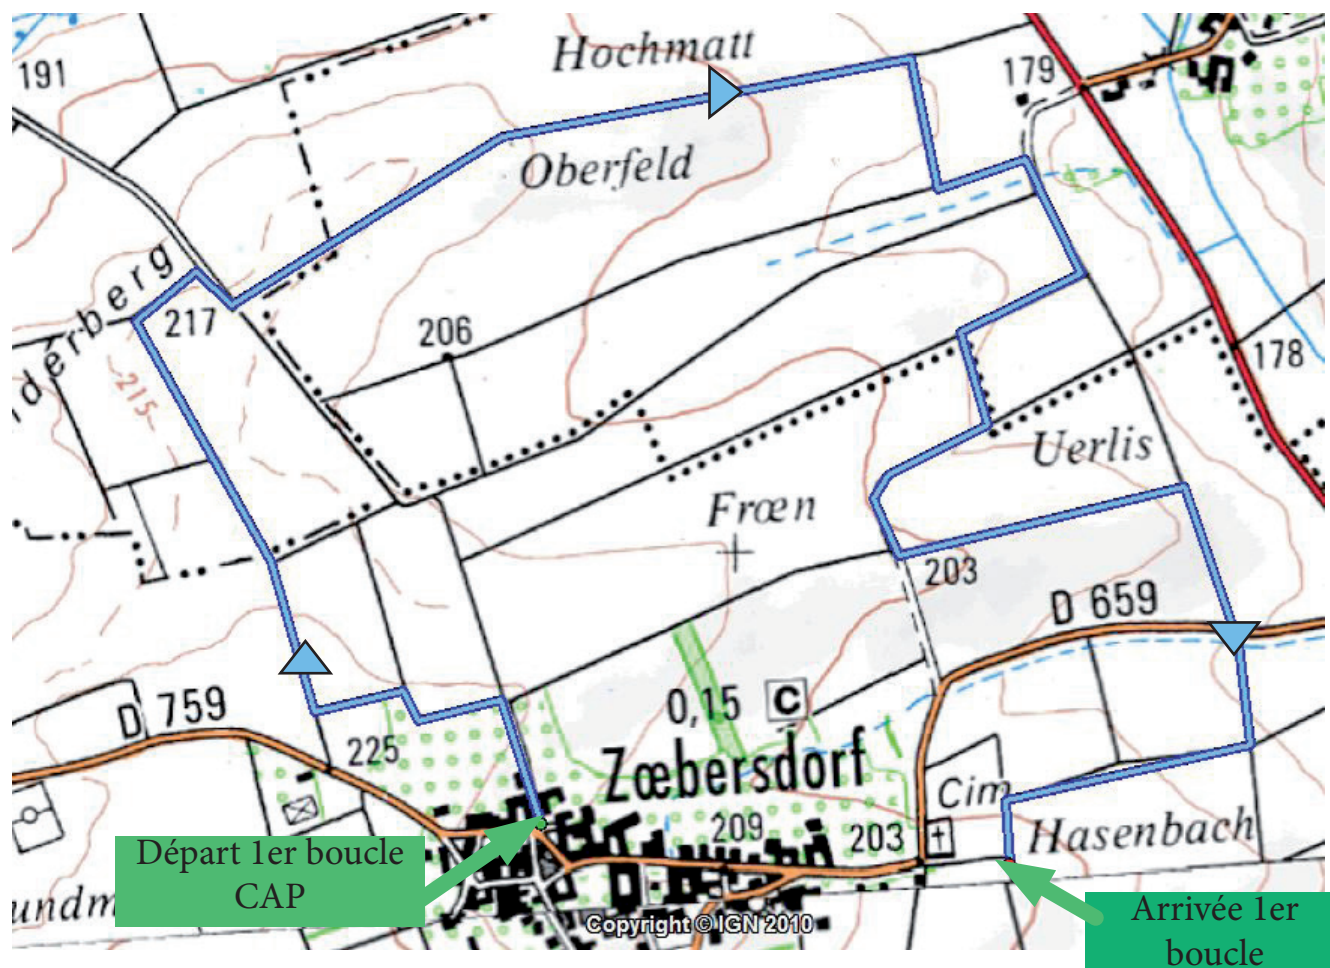 Hochmatt
191
179
Oberfeld
derberg
217
206
178
215
Uerlis
Frœn
203
D 659
D 759
0,15 C
225
Zœbersdorf
Cim
209
203
Hasenbach
Départ 1er boucle
CAP
undm
Copyright © IGN 2010
Arrivée 1er
boucle